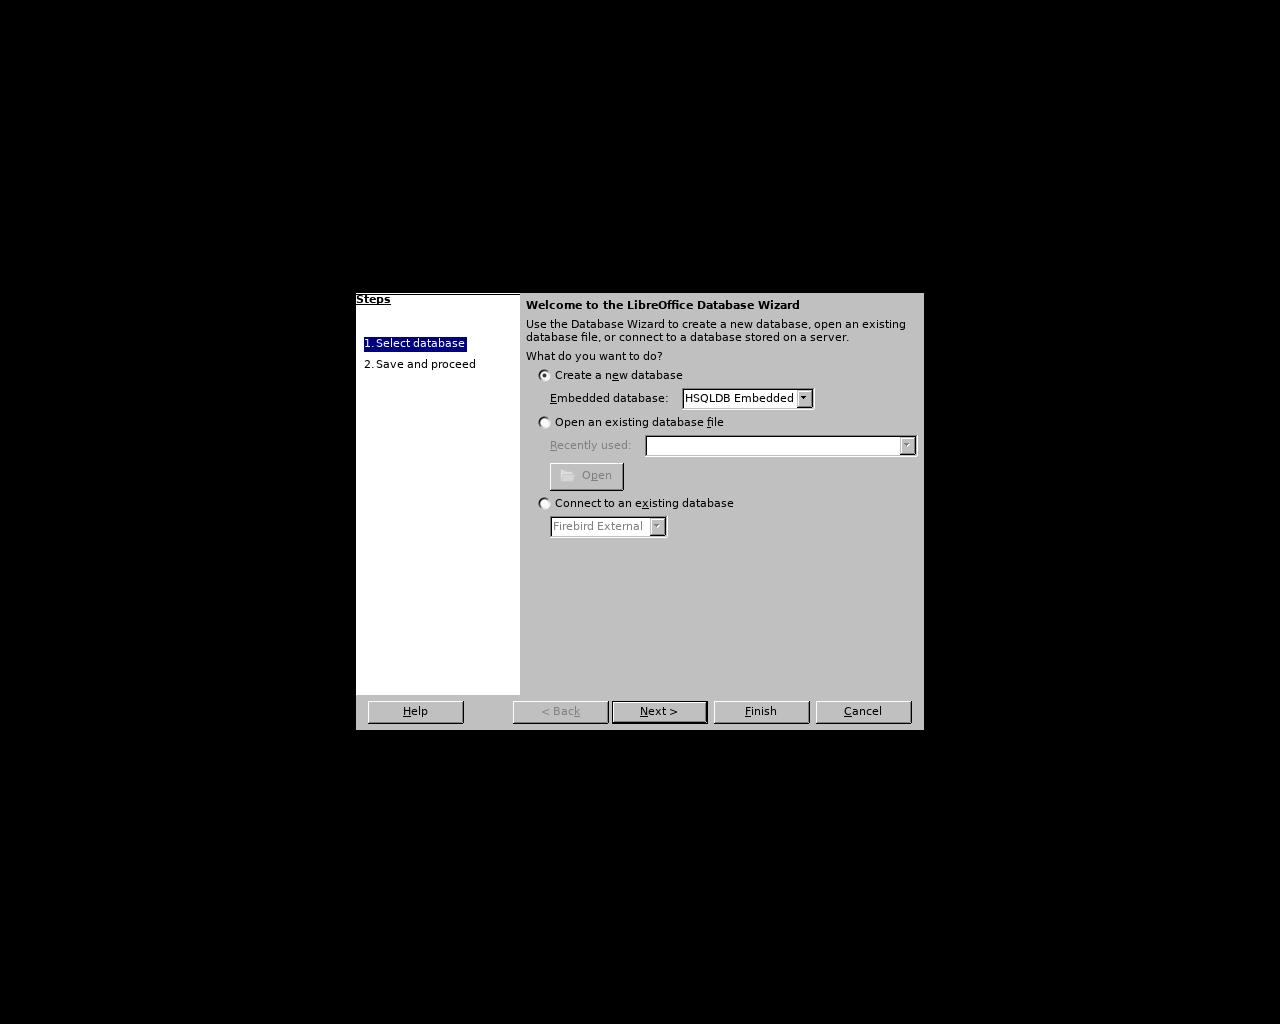 Steps
1. Select database
2. Save and proceed
Welcome to the LibreOffice Database Wizard
Use the Database Wizard to create a new database, open an existing
database file, or connect to a database stored on a server.
What do you want to do?
Create a new database
Embedded database: HSQLDB Embedded
Open an existing database file
Recently used:
Open
Connect to an existing database
Firebird External
Help
< Back
Next >
Finish
Cancel